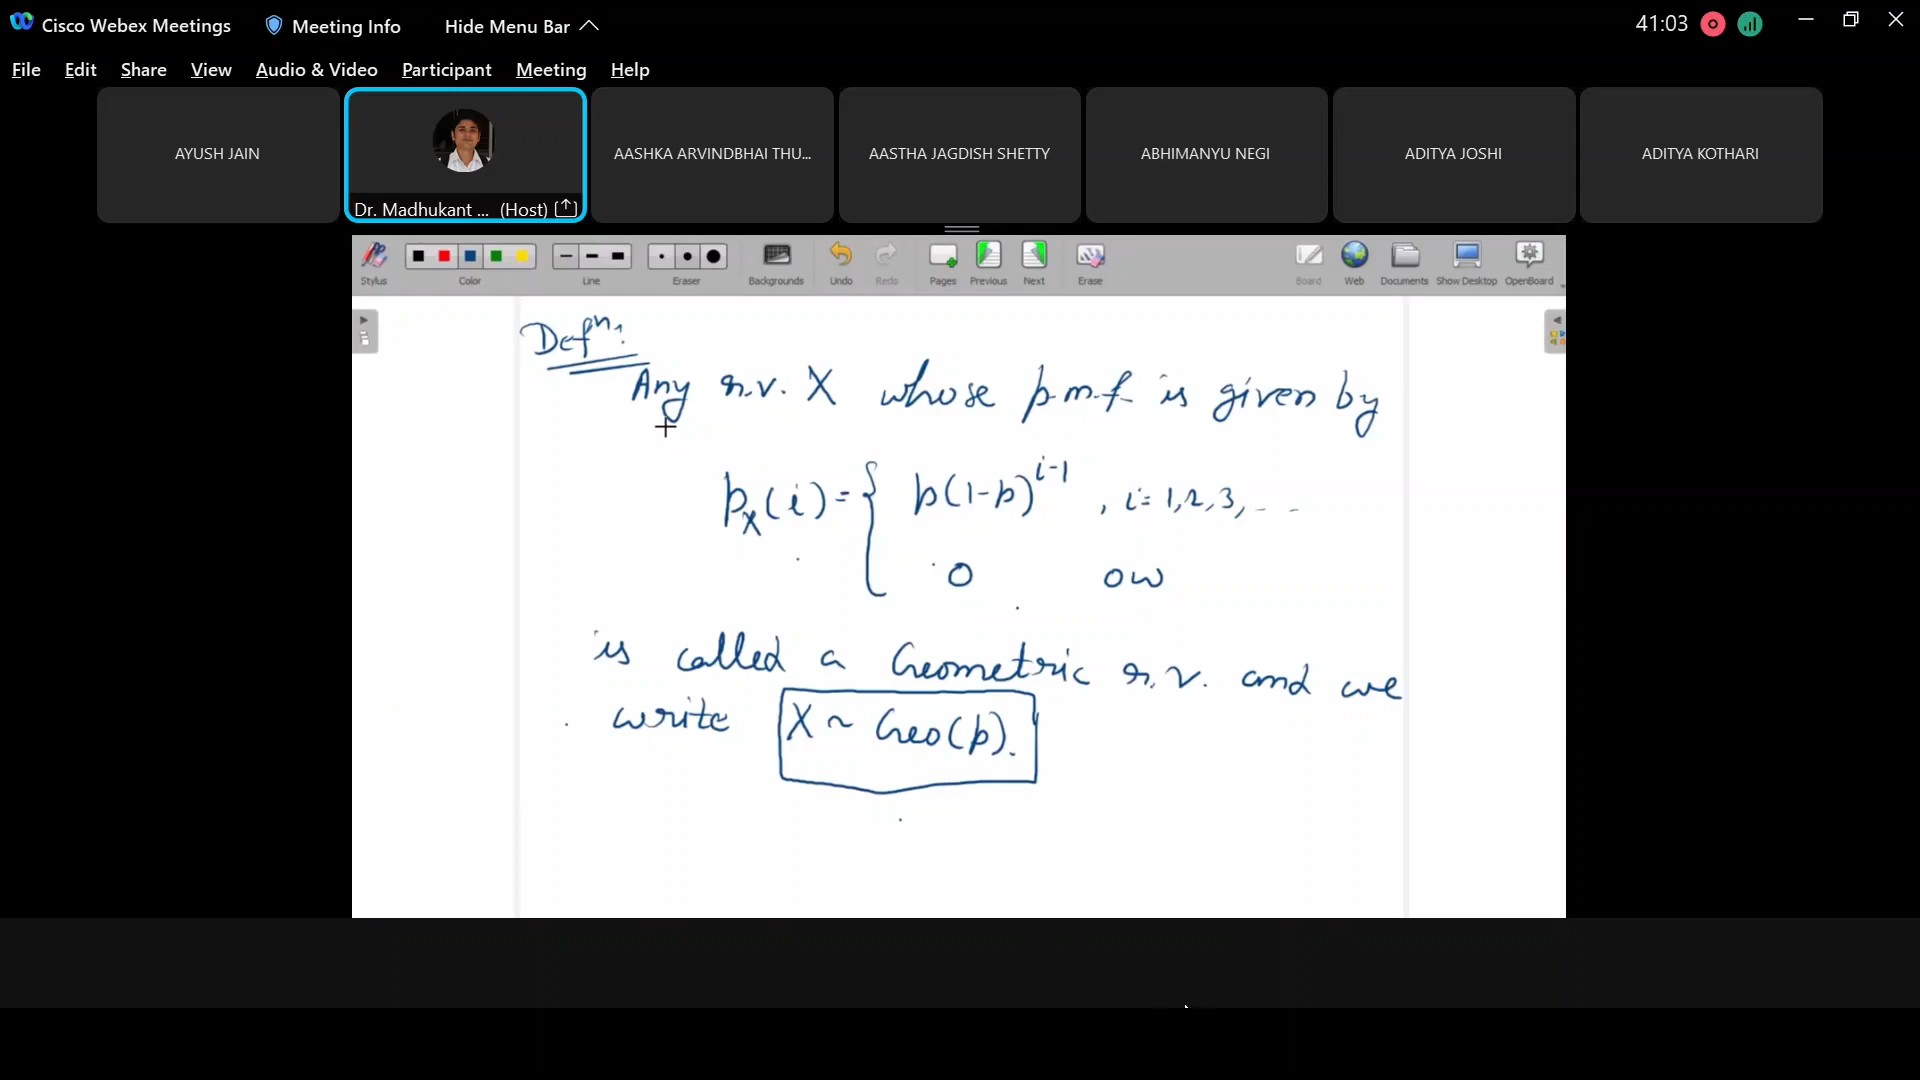 Cisco Webex Meetings Meeting Info Hide Menu Bar 41:03
File Edit Share View Audio & Video Participant Meeting Help
AYUSH JAIN
Dr. Madhukant ... (Host)
AASHKA ARVINDBHAI THU...
AASTHA JAGDISH SHETTY
ABHIMANYU NEGI
ADITYA JOSHI
ADITYA KOTHARI
Stylus Color Line Eraser Backgrounds Undo Redo Pages Previous Next Erase Board Web Documents Show Desktop OpenBoard
Defⁿ:
Any r.v. X whose p.m.f. is given by
p_X(i) = { p(1-p)^{i-1} , i = 1,2,3, - -
0 ow
is called a Geometric r.v. and we
write X ~ Geo(p).